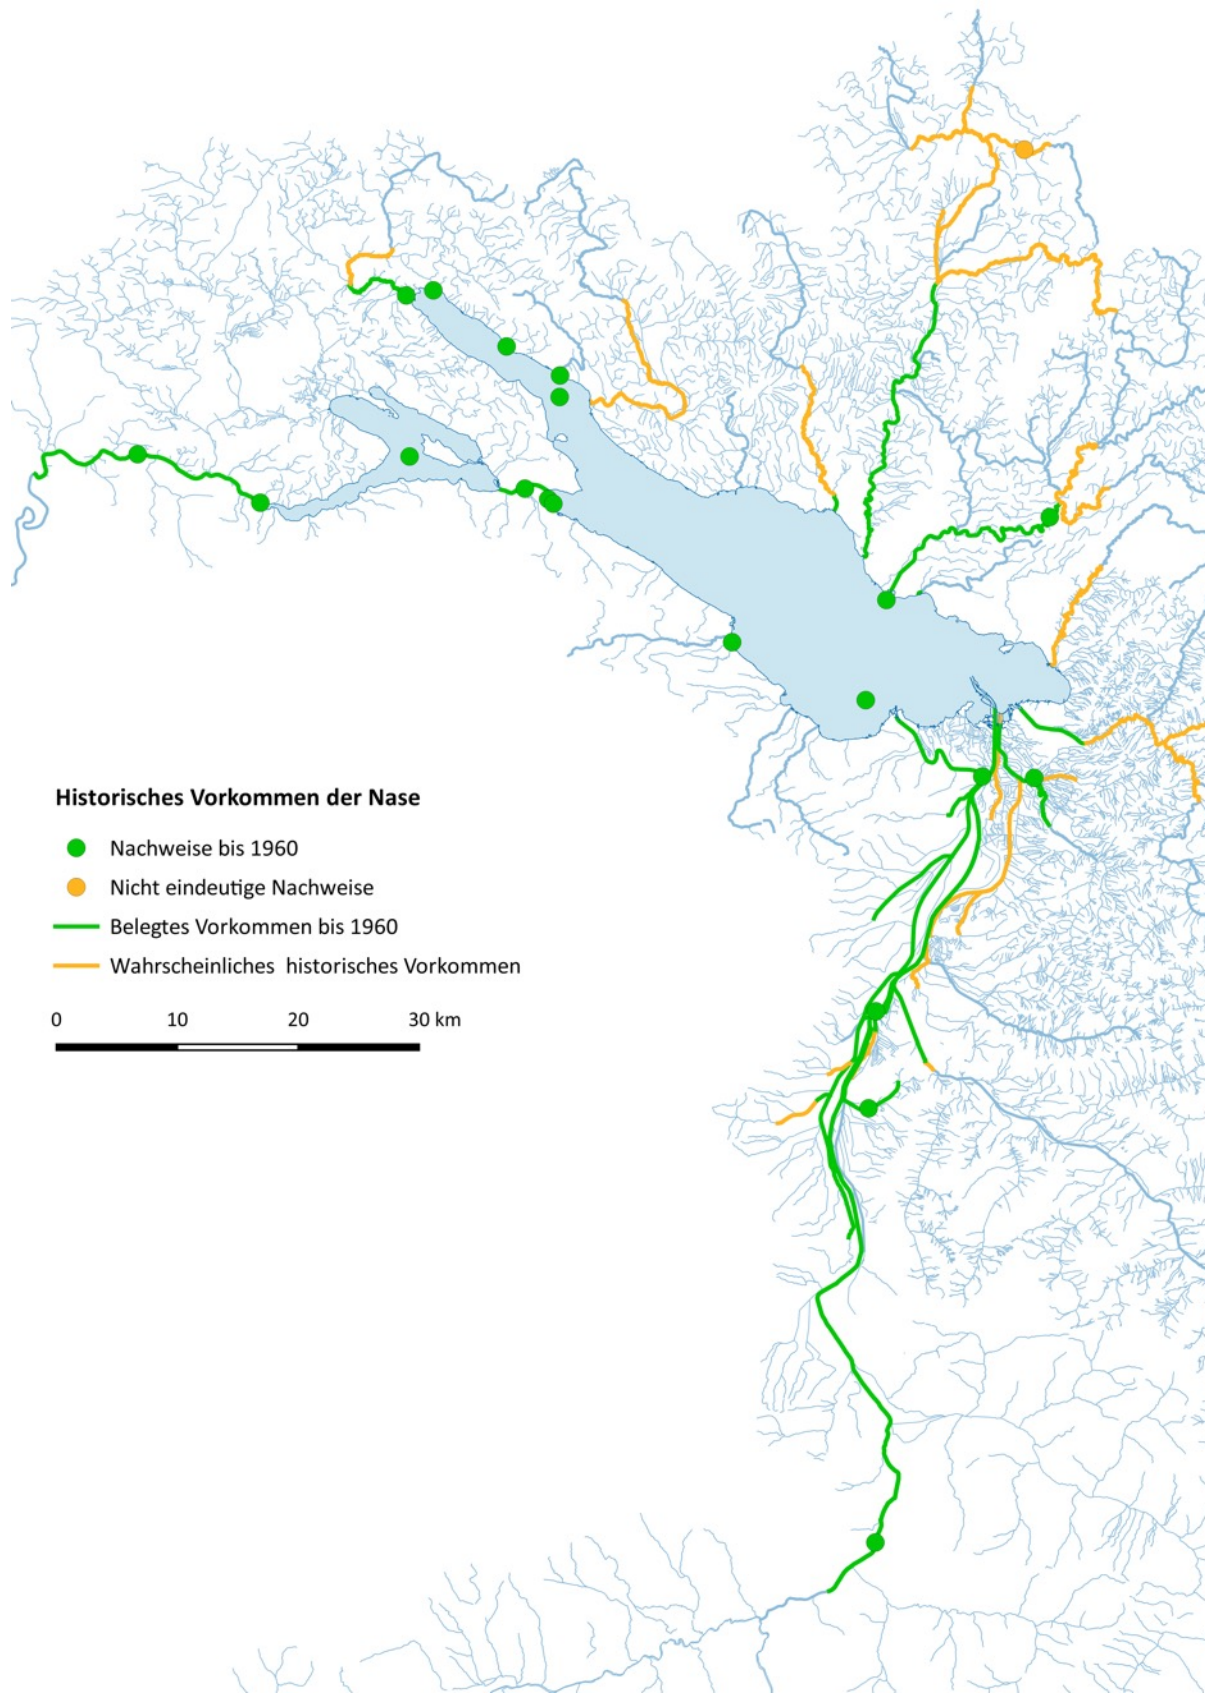 Historisches Vorkommen der Nase
Nachweise bis 1960
Nicht eindeutige Nachweise
Belegtes Vorkommen bis 1960
Wahrscheinliches historisches Vorkommen
0 10 20 30 km